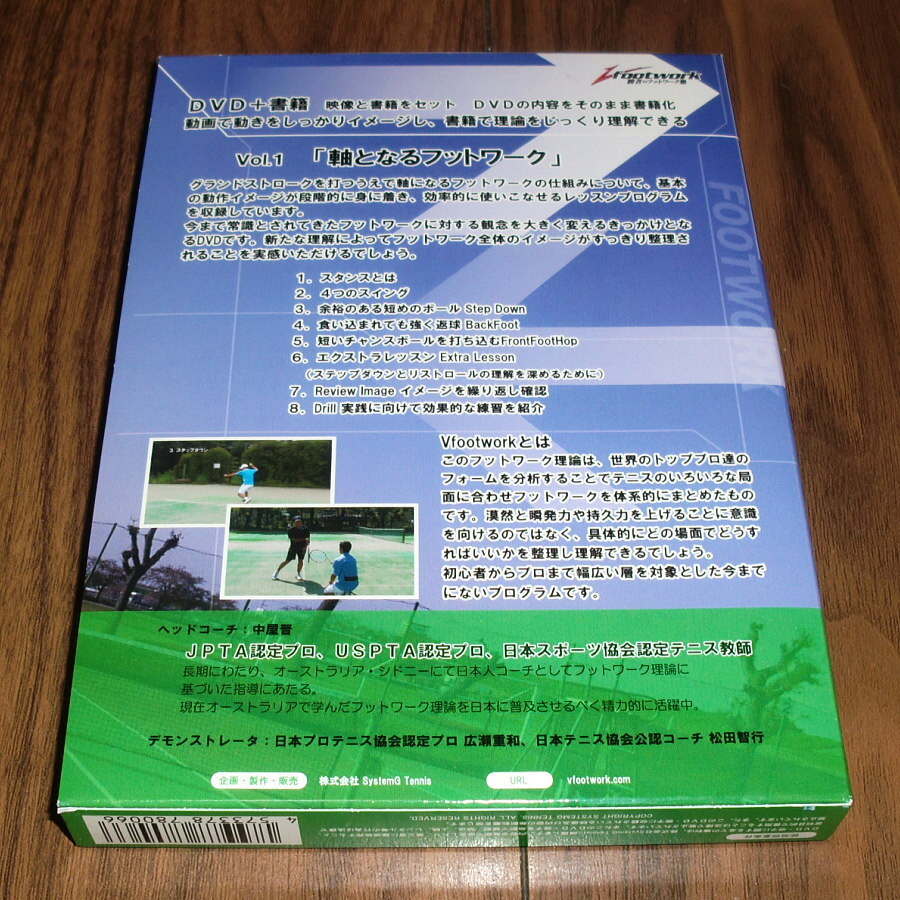 Vfootwork
勝者のフットワーク塾
DVD＋書籍 映像と書籍をセット DVDの内容をそのまま書籍化
動画で動きをしっかりイメージし、書籍で理論をじっくり理解できる
Vol.1 「軸となるフットワーク」
グランドストロークを打つうえで軸になるフットワークの仕組みについて、基本
の動作イメージが段階的に身に着き、効率的に使いこなせるレッスンプログラム
を収録しています。
今まで常識とされてきたフットワークに対する観念を大きく変えるきっかけとな
るDVDです。新たな理解によってフットワーク全体のイメージがすっきり整理さ
れることを実感いただけるでしょう。
FOOTWORK
1．スタンスとは
2．4つのスイング
3．余裕のある短めのボール Step Down
4．食い込まれても強く返球 BackFoot
5．短いチャンスボールを打ち込むFrontFootHop
6．エクストラレッスン Extra Lesson
（ステップダウンとリストロールの理解を深めるために）
7．Review Image イメージを繰り返し確認
8．Drill 実践に向けて効果的な練習を紹介
3 ステップダウン
Vfootworkとは
このフットワーク理論は、世界のトッププロ達の
フォームを分析することでテニスのいろいろな局
面に合わせフットワークを体系的にまとめたもの
です。漠然と瞬発力や持久力を上げることに意識
を向けるのではなく、具体的にどの場面でどうす
ればいいかを整理し理解できるでしょう。
初心者からプロまで幅広い層を対象とした今まで
にないプログラムです。
ヘッドコーチ：中屋晋
JPTA認定プロ、USPTA認定プロ、日本スポーツ協会認定テニス教師
長期にわたり、オーストラリア・シドニーにて日本人コーチとしてフットワーク理論に
基づいた指導にあたる。
現在オーストラリアで学んだフットワーク理論を日本に普及させるべく精力的に活躍中。
デモンストレータ：日本プロテニス協会認定プロ 広瀬重和、日本テニス協会公認コーチ 松田智行
企画・製作・販売 株式会社 SystemG Tennis URL vfootwork.com
4 573378 780066
COPYRIGHT SYSTEMG TENNIS. ALL RIGHTS RESERVED.